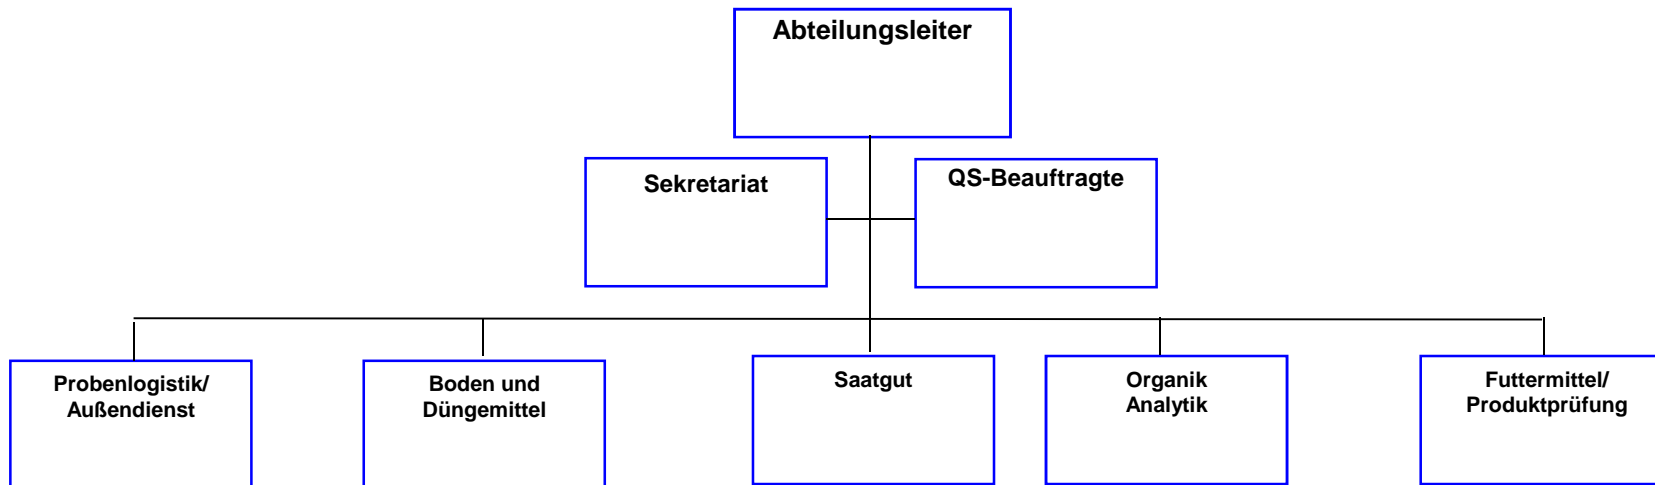 Abteilungsleiter
Sekretariat
QS-Beauftragte
Probenlogistik/
Außendienst
Boden und
Düngemittel
Saatgut
Organik
Analytik
Futtermittel/
Produktprüfung